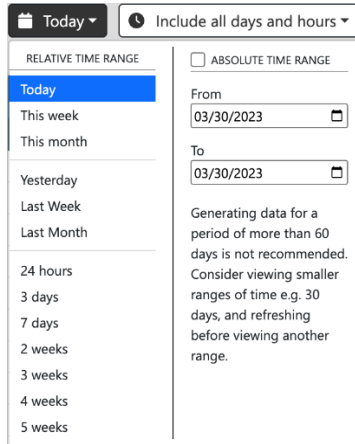 Today
Include all days and hours
RELATIVE TIME RANGE
Today
This week
This month
Yesterday
Last Week
Last Month
24 hours
3 days
7 days
2 weeks
3 weeks
4 weeks
5 weeks
ABSOLUTE TIME RANGE
From
03/30/2023
To
03/30/2023
Generating data for a
period of more than 60
days is not recommended.
Consider viewing smaller
ranges of time e.g. 30
days, and refreshing
before viewing another
range.